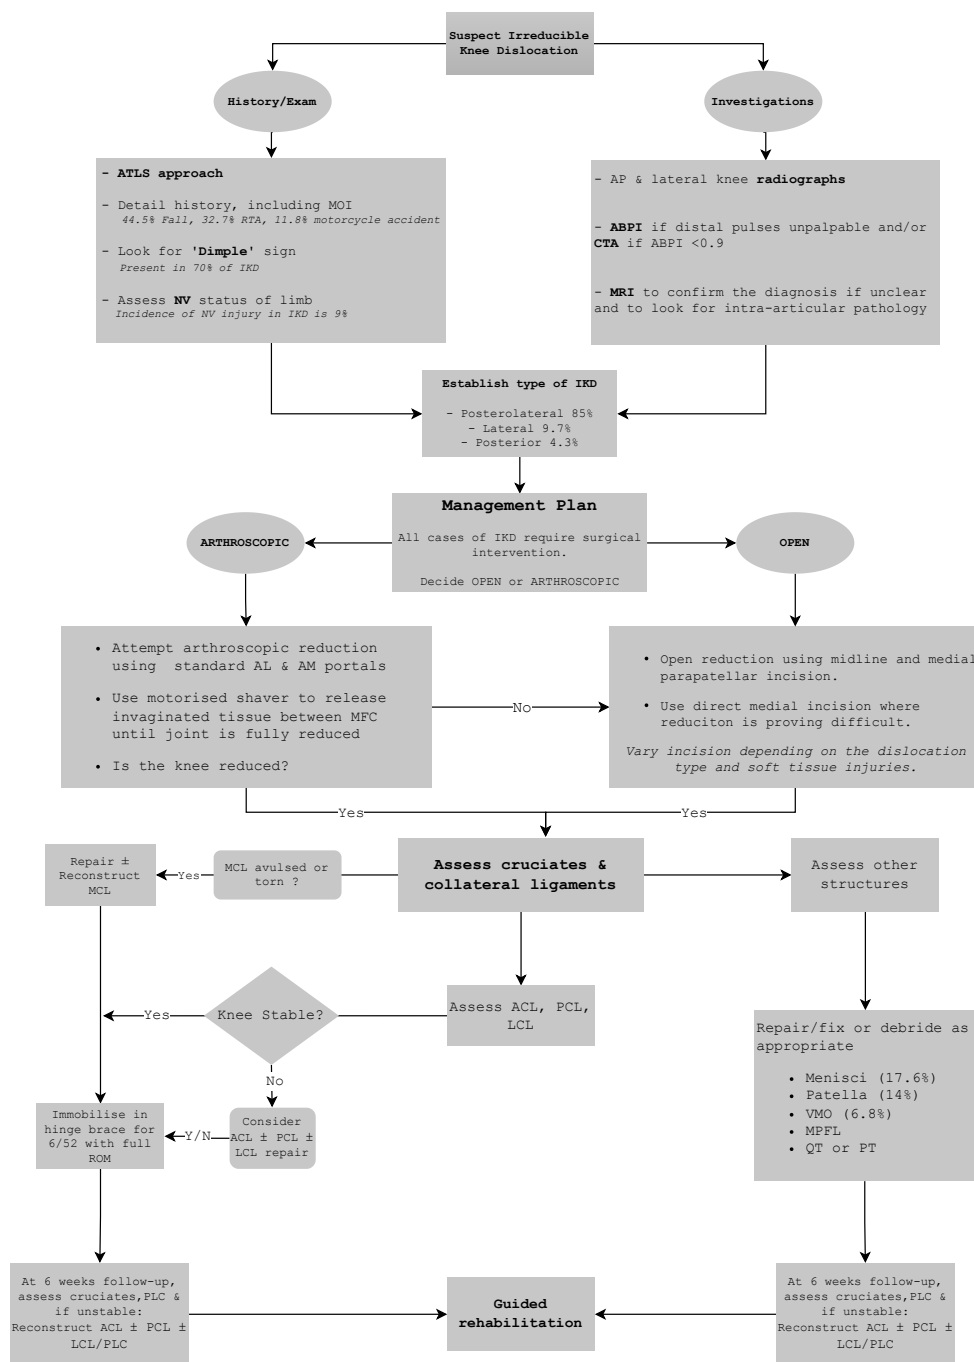 Suspect Irreducible
Knee Dislocation
History/Exam
Investigations
- ATLS approach
- Detail history, including MOI
44.5% Fall, 32.7% RTA, 11.8% motorcycle accident
- Look for 'Dimple' sign
Present in 70% of IKD
- Assess NV status of limb
Incidence of NV injury in IKD is 9%
- AP & lateral knee radiographs
- ABPI if distal pulses unpalpable and/or
CTA if ABPI <0.9
- MRI to confirm the diagnosis if unclear
and to look for intra-articular pathology
Establish type of IKD
- Posterolateral 85%
- Lateral 9.7%
- Posterior 4.3%
Management Plan
All cases of IKD require surgical
intervention.
Decide OPEN or ARTHROSCOPIC
ARTHROSCOPIC
OPEN
• Attempt arthroscopic reduction
using standard AL & AM portals
• Use motorised shaver to release
invaginated tissue between MFC
until joint is fully reduced
• Is the knee reduced?
No
• Open reduction using midline and medial
parapatellar incision.
• Use direct medial incision where
reduciton is proving difficult.
Vary incision depending on the dislocation
type and soft tissue injuries.
Yes
Yes
Repair ±
Reconstruct
MCL
Yes
MCL avulsed or
torn ?
Assess cruciates &
collateral ligaments
Assess other
structures
Yes
Knee Stable?
Assess ACL, PCL,
LCL
No
Immobilise in
hinge brace for
6/52 with full
ROM
Y/N
Consider
ACL ± PCL ±
LCL repair
Repair/fix or debride as
appropriate
• Menisci (17.6%)
• Patella (14%)
• VMO (6.8%)
• MPFL
• QT or PT
At 6 weeks follow-up,
assess cruciates,PLC &
if unstable:
Reconstruct ACL ± PCL ±
LCL/PLC
Guided
rehabilitation
At 6 weeks follow-up,
assess cruciates,PLC &
if unstable:
Reconstruct ACL ± PCL ±
LCL/PLC